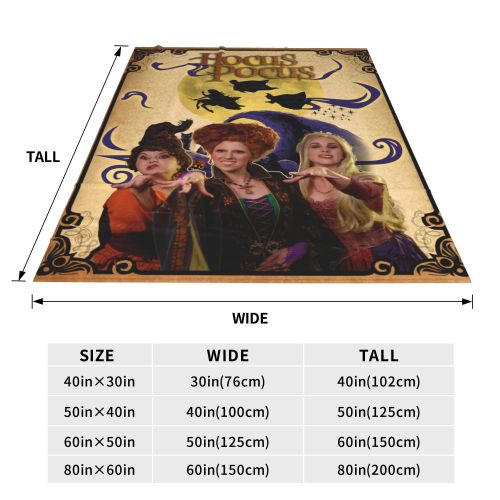 HOCUS
POCUS
TALL
WIDE
SIZE WIDE TALL
40in×30in 30in(76cm) 40in(102cm)
50in×40in 40in(100cm) 50in(125cm)
60in×50in 50in(125cm) 60in(150cm)
80in×60in 60in(150cm) 80in(200cm)